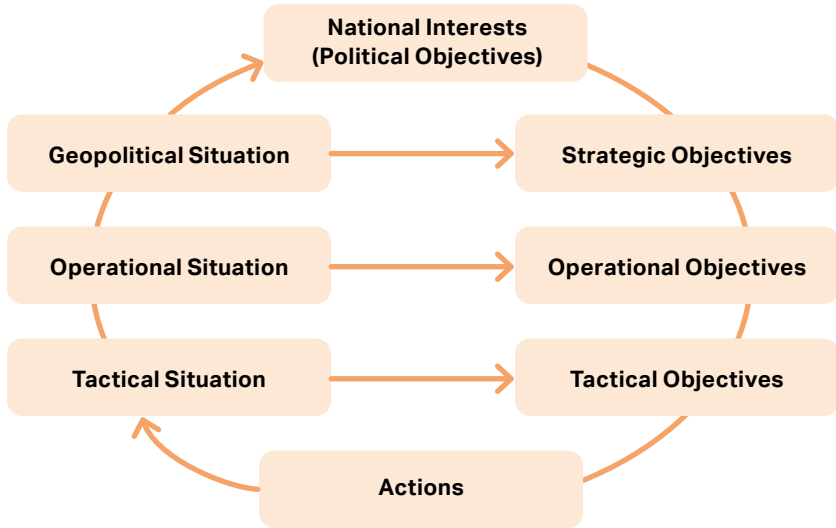 National Interests
(Political Objectives)
Geopolitical Situation
Strategic Objectives
Operational Situation
Operational Objectives
Tactical Situation
Tactical Objectives
Actions